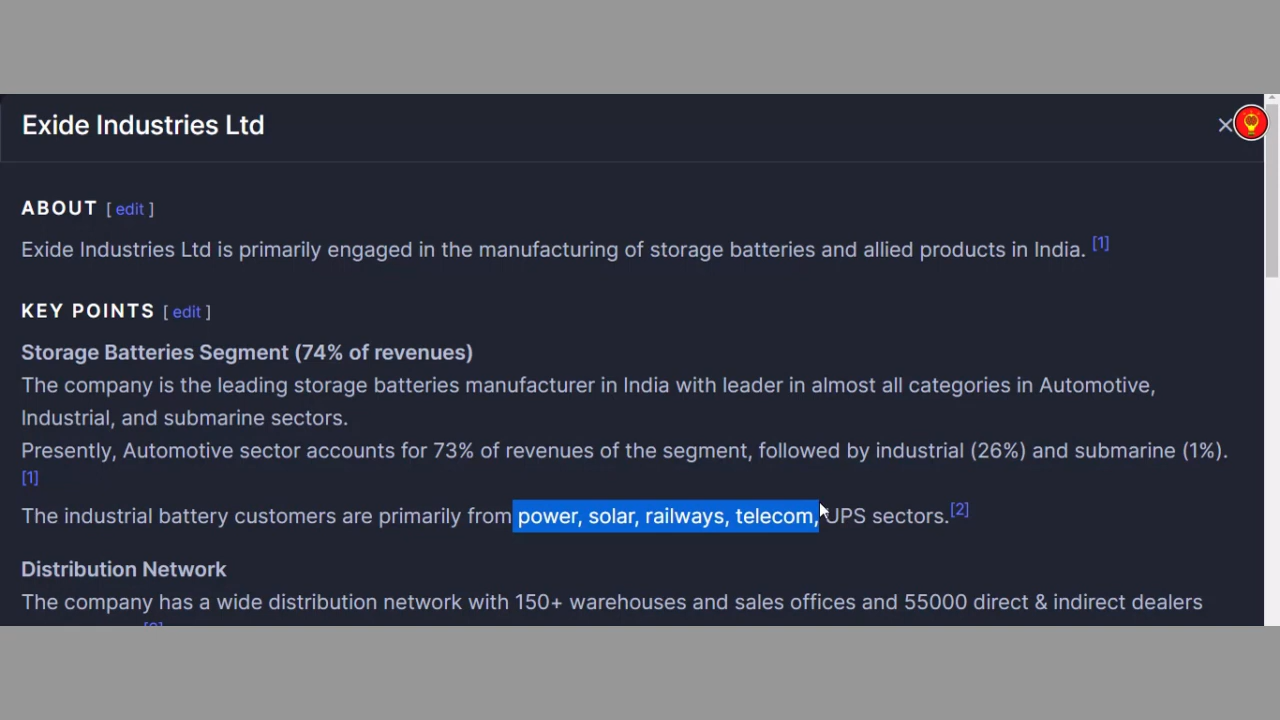 Exide Industries Ltd
ABOUT [ edit ]
Exide Industries Ltd is primarily engaged in the manufacturing of storage batteries and allied products in India. [1]
KEY POINTS [ edit ]
Storage Batteries Segment (74% of revenues)
The company is the leading storage batteries manufacturer in India with leader in almost all categories in Automotive,
Industrial, and submarine sectors.
Presently, Automotive sector accounts for 73% of revenues of the segment, followed by industrial (26%) and submarine (1%).
[1]
The industrial battery customers are primarily from power, solar, railways, telecom, UPS sectors.[2]
Distribution Network
The company has a wide distribution network with 150+ warehouses and sales offices and 55000 direct & indirect dealers